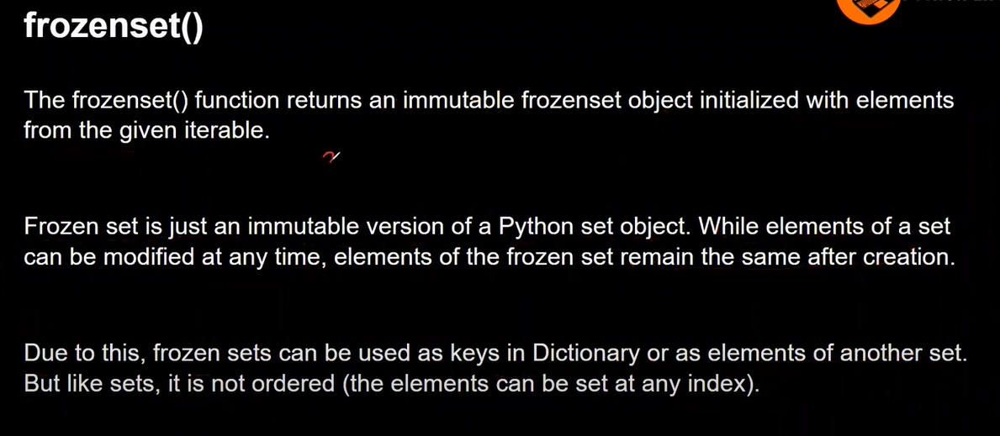 frozenset()
The frozenset() function returns an immutable frozenset object initialized with elements
from the given iterable.
Frozen set is just an immutable version of a Python set object. While elements of a set
can be modified at any time, elements of the frozen set remain the same after creation.
Due to this, frozen sets can be used as keys in Dictionary or as elements of another set.
But like sets, it is not ordered (the elements can be set at any index).